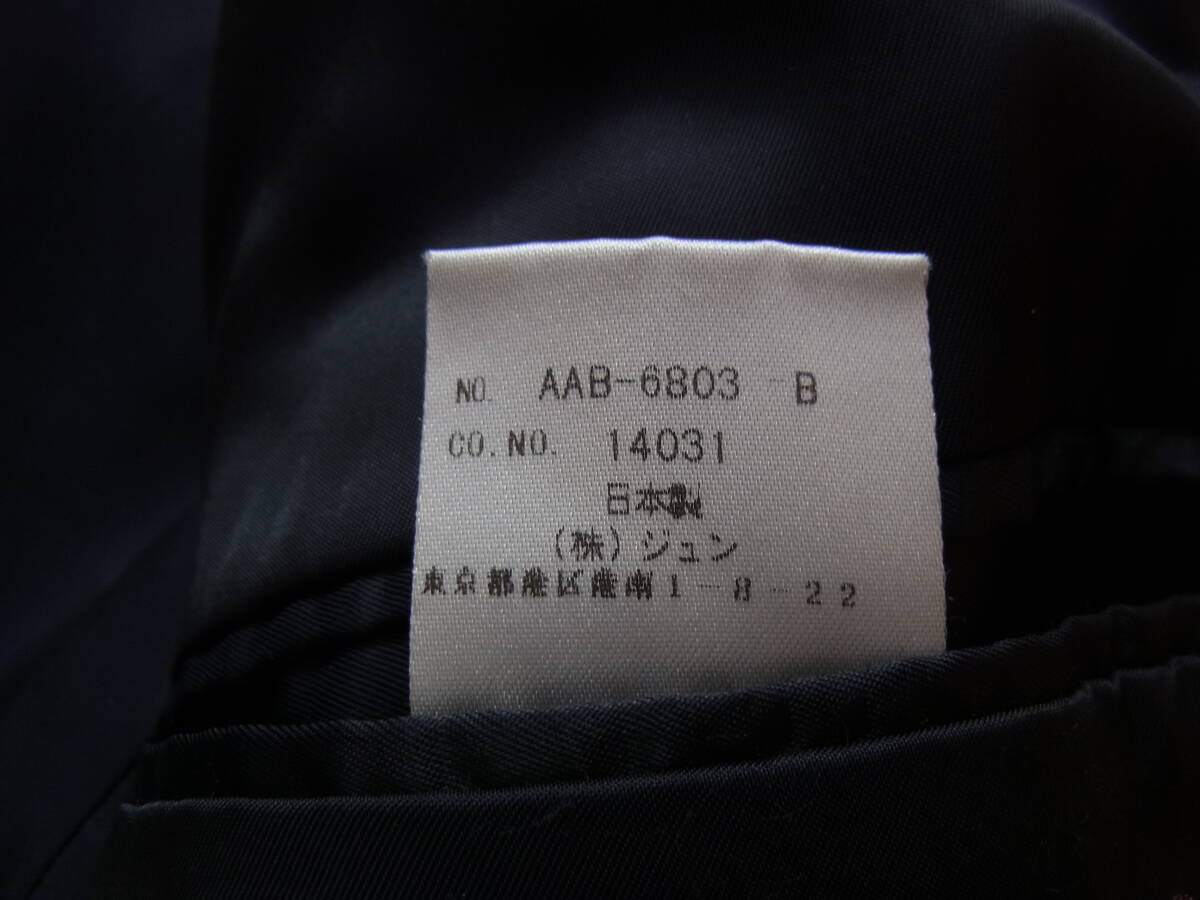 NO. AAB-6803 -B
CO.NO. 14031
日本製
(株)ジュン
東京都港区港南1-8-22